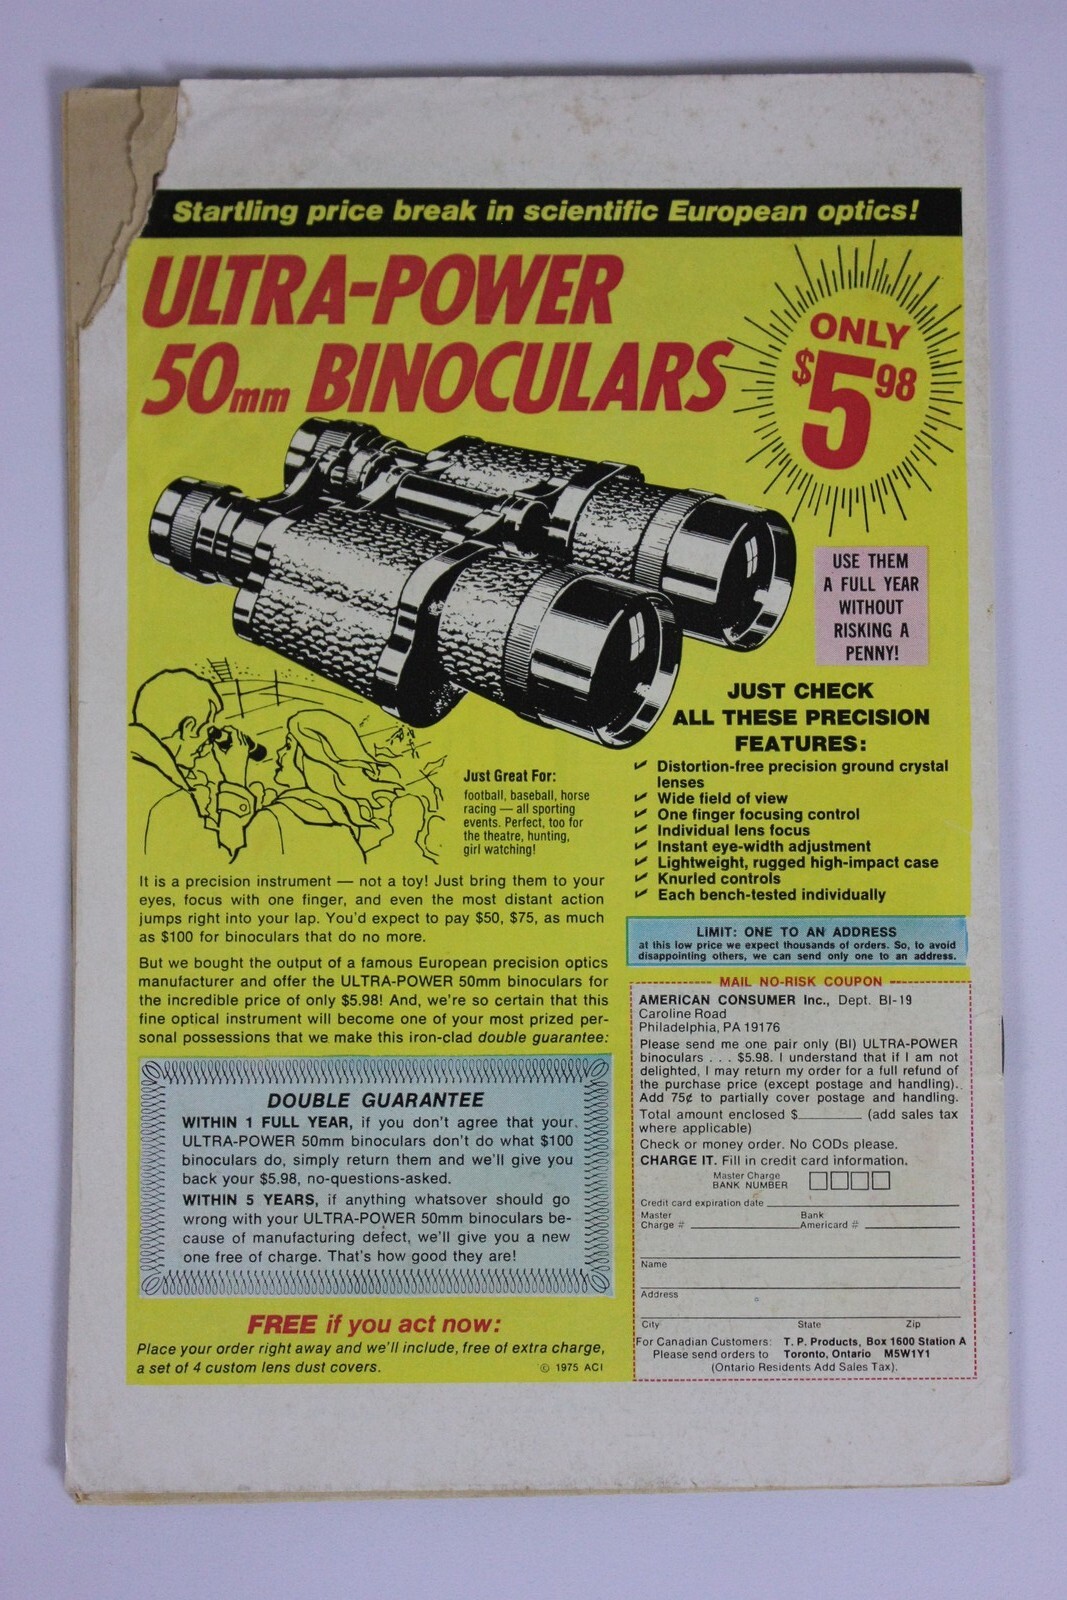 Startling price break in scientific European optics!
ULTRA-POWER
50mm BINOCULARS
ONLY
$5.98
USE THEM
A FULL YEAR
WITHOUT
RISKING A
PENNY!
JUST CHECK
ALL THESE PRECISION
FEATURES:
Distortion-free precision ground crystal
lenses
Wide field of view
One finger focusing control
Individual lens focus
Instant eye-width adjustment
Lightweight, rugged high-impact case
Knurled controls
Each bench-tested individually
Just Great For:
football, baseball, horse
racing — all sporting
events. Perfect, too for
the theatre, hunting,
girl watching!
It is a precision instrument — not a toy! Just bring them to your
eyes, focus with one finger, and even the most distant action
jumps right into your lap. You'd expect to pay $50, $75, as much
as $100 for binoculars that do no more.
But we bought the output of a famous European precision optics
manufacturer and offer the ULTRA-POWER 50mm binoculars for
the incredible price of only $5.98! And, we're so certain that this
fine optical instrument will become one of your most prized per-
sonal possessions that we make this iron-clad double guarantee:
DOUBLE GUARANTEE
WITHIN 1 FULL YEAR, if you don't agree that your
ULTRA-POWER 50mm binoculars don't do what $100
binoculars do, simply return them and we'll give you
back your $5.98, no-questions-asked.
WITHIN 5 YEARS, if anything whatsover should go
wrong with your ULTRA-POWER 50mm binoculars be-
cause of manufacturing defect, we'll give you a new
one free of charge. That's how good they are!
FREE if you act now:
Place your order right away and we'll include, free of extra charge,
a set of 4 custom lens dust covers.
© 1975 ACI
LIMIT: ONE TO AN ADDRESS
at this low price we expect thousands of orders. So, to avoid
disappointing others, we can send only one to an address.
MAIL NO-RISK COUPON
AMERICAN CONSUMER Inc., Dept. BI-19
Caroline Road
Philadelphia, PA 19176
Please send me one pair only (BI) ULTRA-POWER
binoculars . . . $5.98. I understand that if I am not
delighted, I may return my order for a full refund of
the purchase price (except postage and handling).
Add 75¢ to partially cover postage and handling.
Total amount enclosed $________ (add sales tax
where applicable)
Check or money order. No CODs please.
CHARGE IT. Fill in credit card information.
Master Charge
BANK NUMBER
Credit card expiration date
Master Bank
Charge # Americard #
Name
Address
City State Zip
For Canadian Customers: T. P. Products, Box 1600 Station A
Please send orders to Toronto, Ontario M5W1Y1
(Ontario Residents Add Sales Tax).